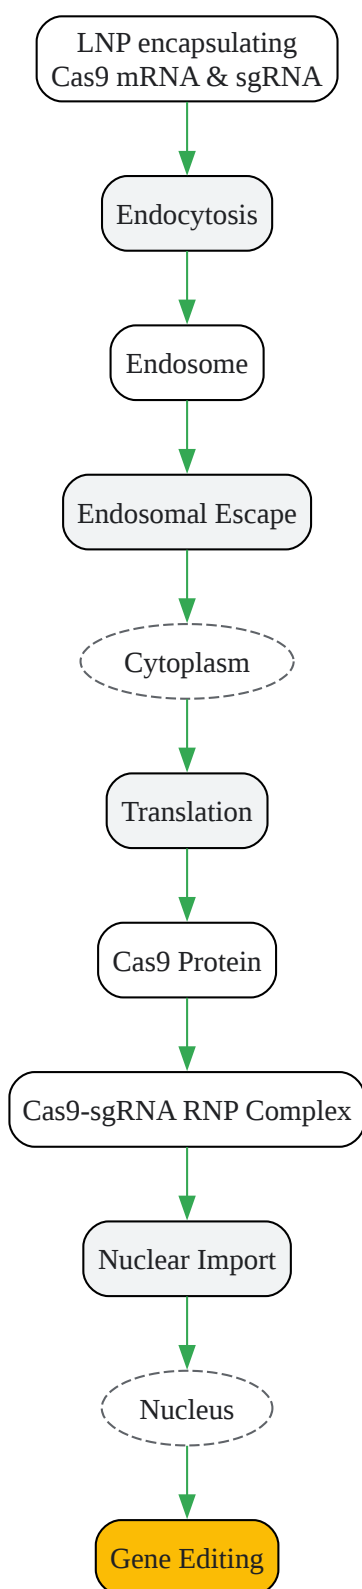 LNP encapsulating
Cas9 mRNA & sgRNA
Endocytosis
Endosome
Endosomal Escape
Cytoplasm
Translation
Cas9 Protein
Cas9-sgRNA RNP Complex
Nuclear Import
Nucleus
Gene Editing